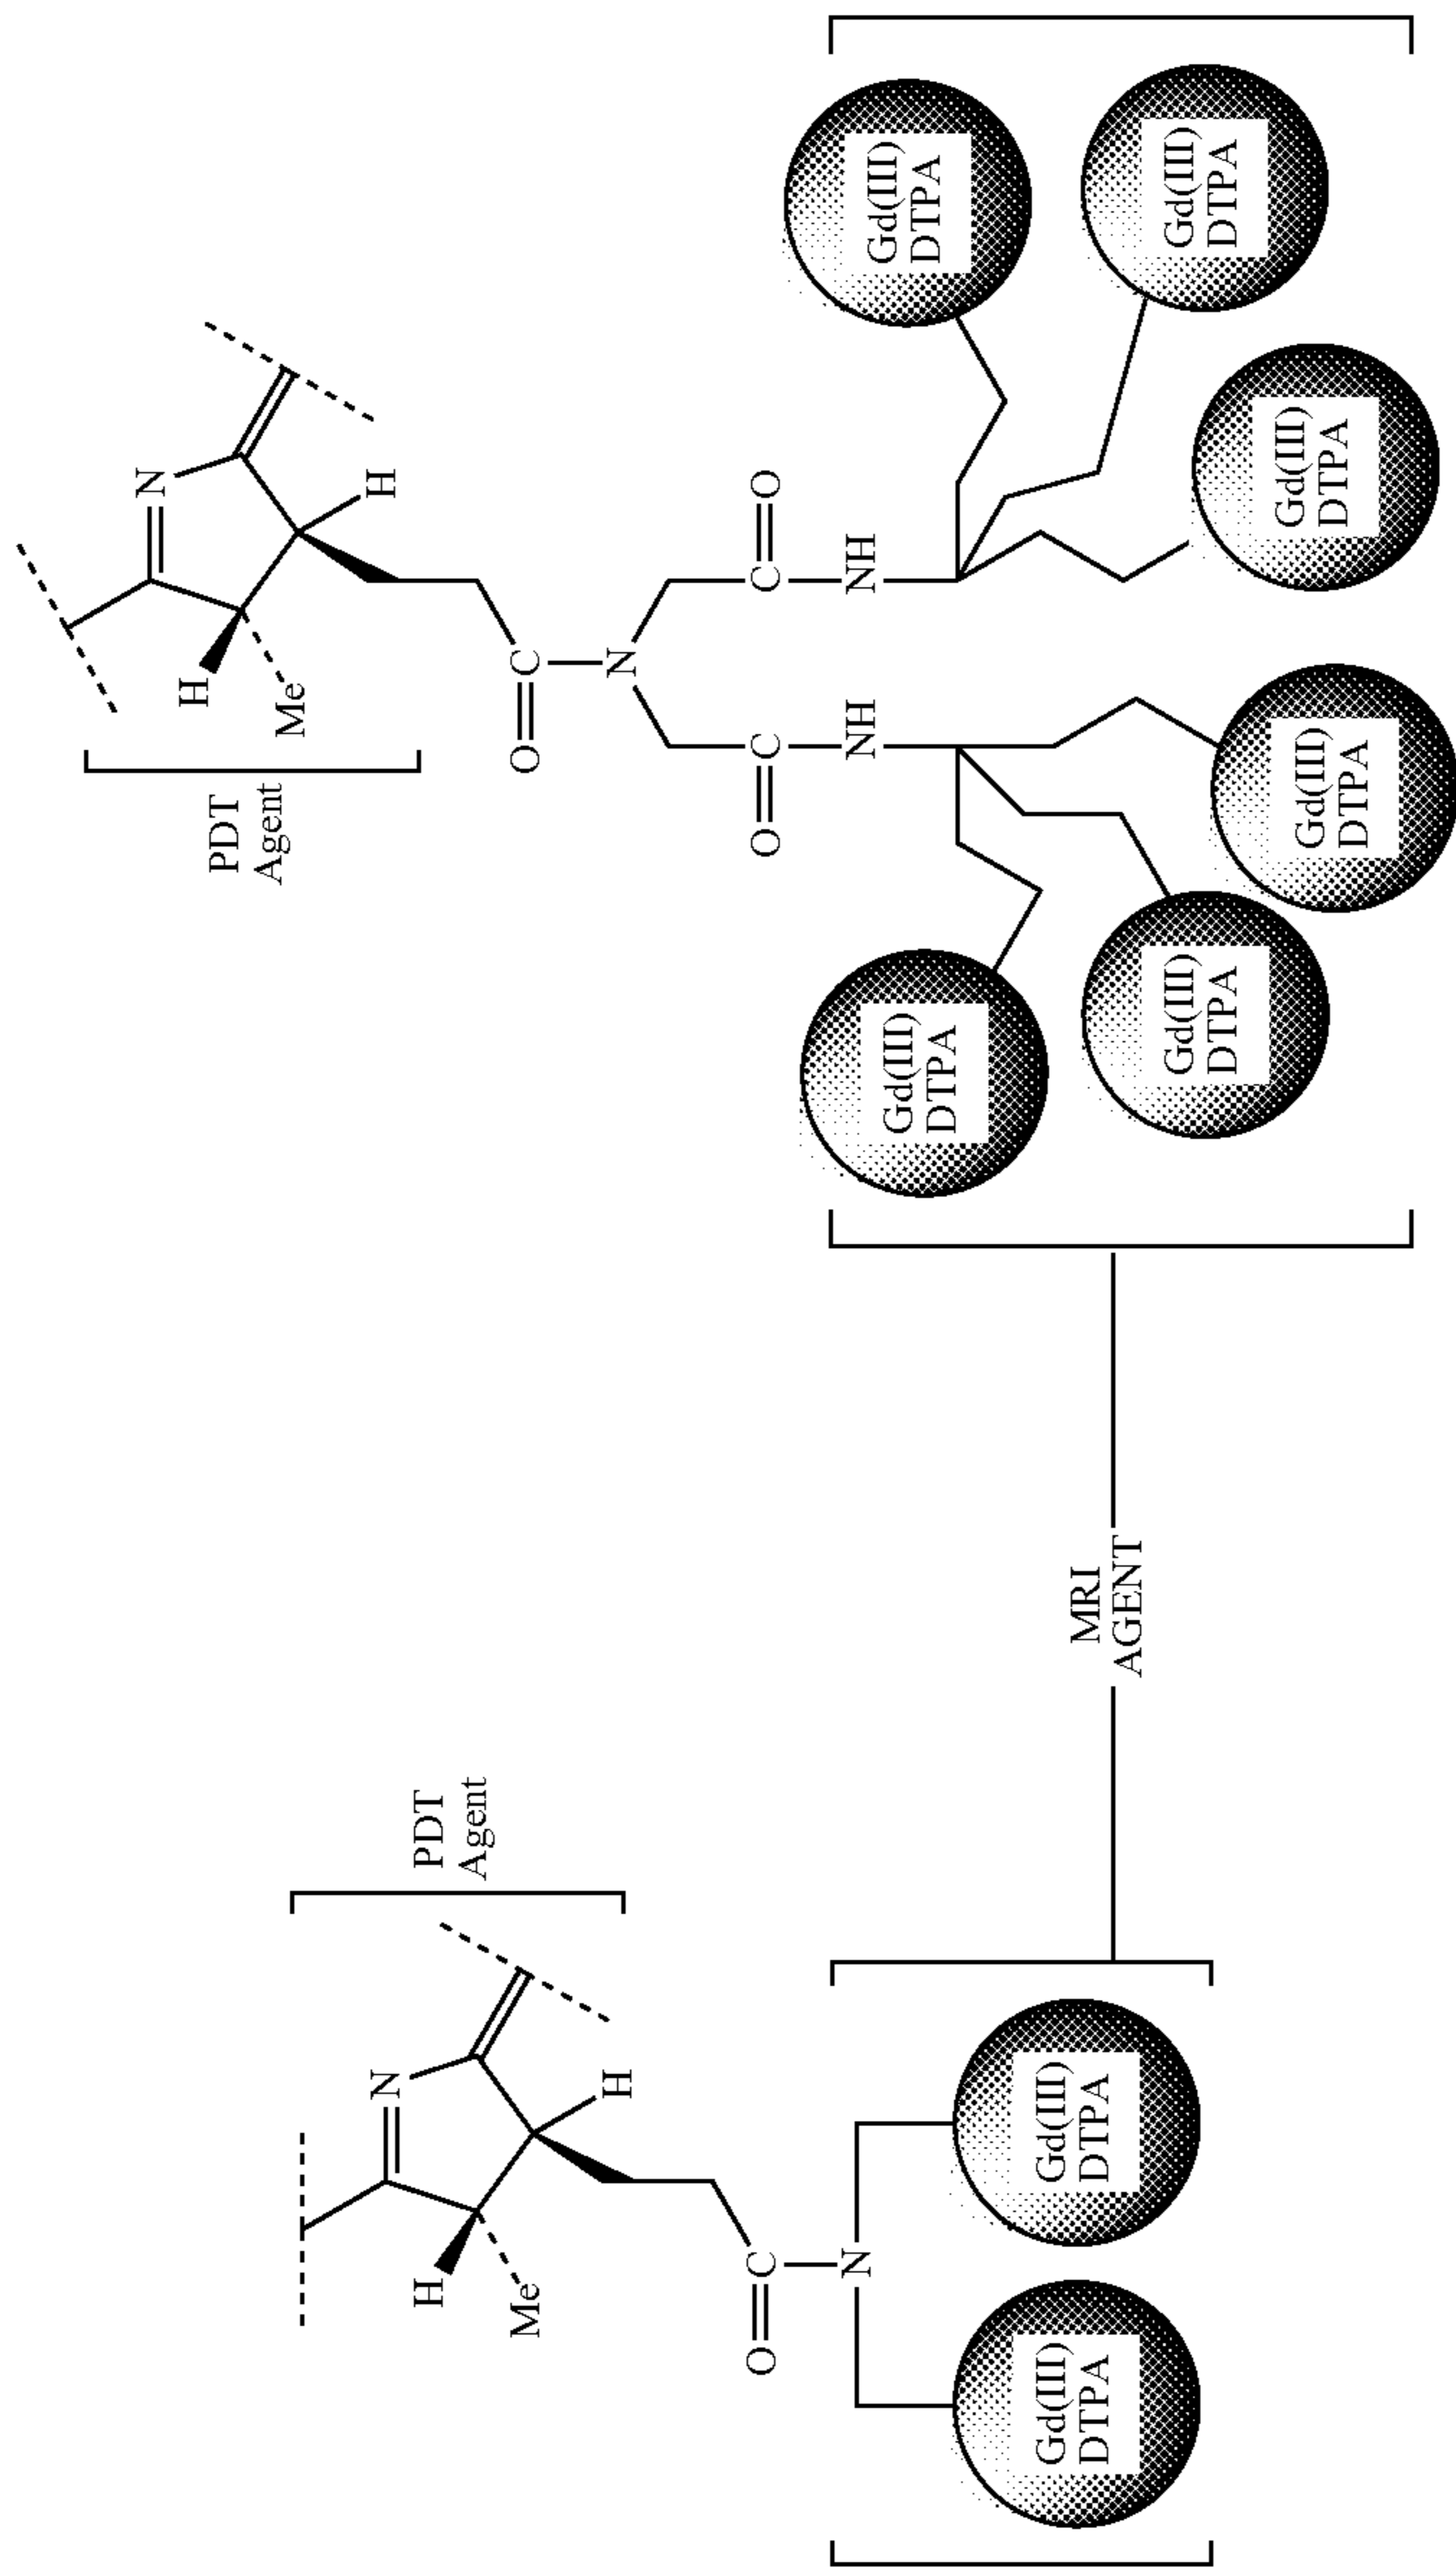 N
H
Me
H
PDT
Agent
O C
N
Gd(III)
DTPA
Gd(III)
DTPA
MRI
AGENT
PDT
Agent
N
H
Me
H
O C
N
O C C O
NH NH
Gd(III)
DTPA
Gd(III)
DTPA
Gd(III)
DTPA
Gd(III)
DTPA
Gd(III)
DTPA
Gd(III)
DTPA